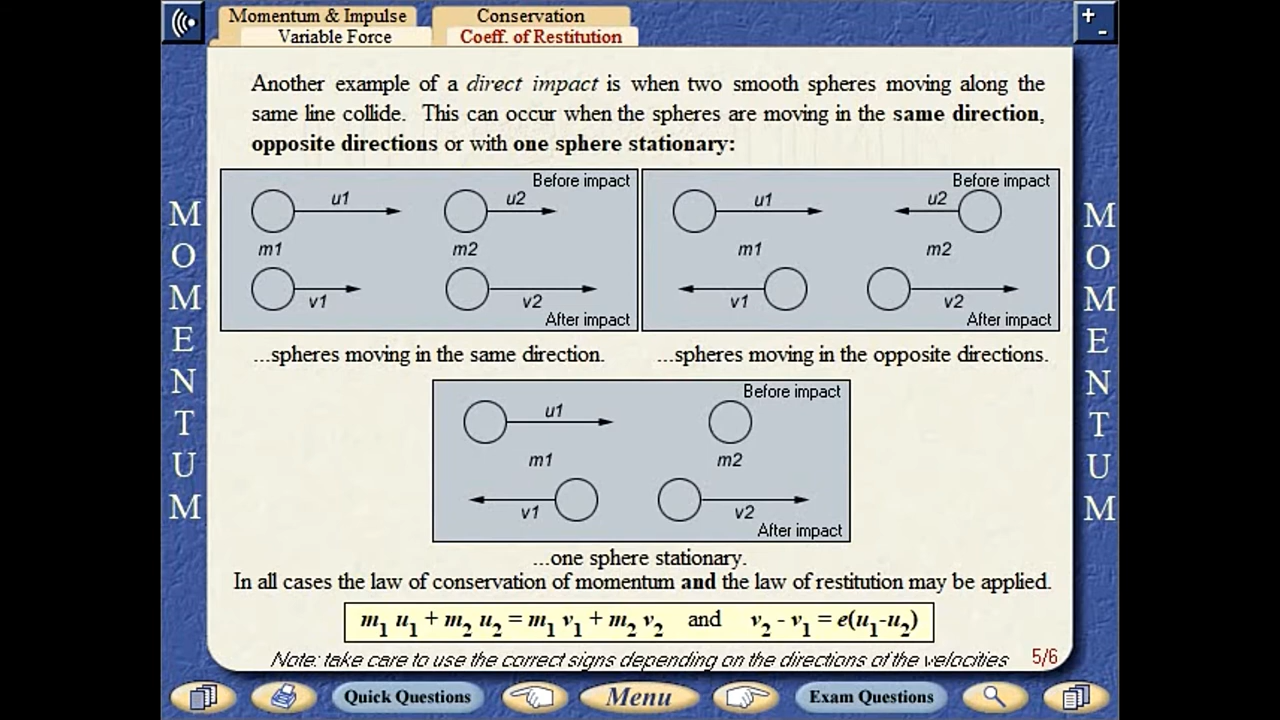 Momentum & Impulse
Conservation
Variable Force
Coeff. of Restitution
+
-
Another example of a direct impact is when two smooth spheres moving along the
same line collide. This can occur when the spheres are moving in the same direction,
opposite directions or with one sphere stationary:
MOMENTUM
Before impact
u1
u2
m1
m2
v1
v2
After impact
Before impact
u1
u2
m1
m2
v1
v2
After impact
MOMENTUM
...spheres moving in the same direction.
...spheres moving in the opposite directions.
Before impact
u1
m1
m2
v1
v2
After impact
...one sphere stationary.
In all cases the law of conservation of momentum and the law of restitution may be applied.
m₁ u₁ + m₂ u₂ = m₁ v₁ + m₂ v₂ and v₂ - v₁ = e(u₁-u₂)
Note: take care to use the correct signs depending on the directions of the velocities
5/6
Quick Questions
Menu
Exam Questions